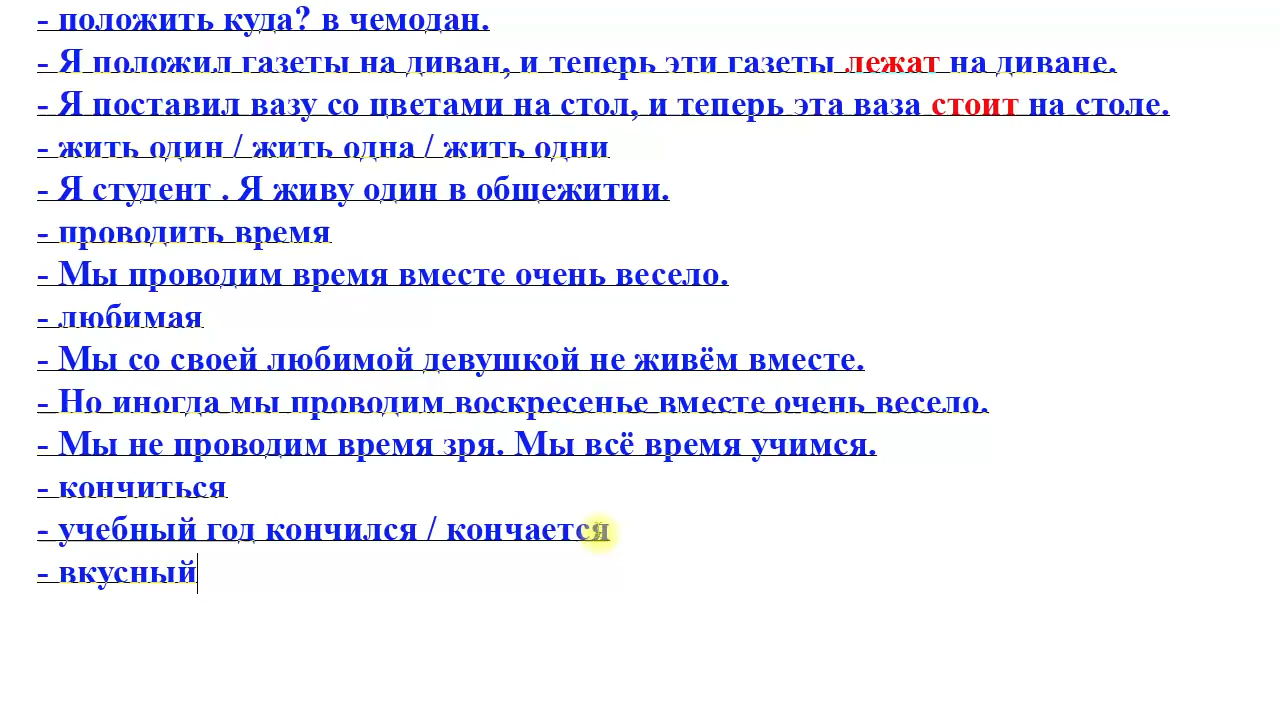 - положить куда? в чемодан.
- Я положил газеты на диван, и теперь эти газеты лежат на диване.
- Я поставил вазу со цветами на стол, и теперь эта ваза стоит на столе.
- жить один / жить одна / жить одни
- Я студент . Я живу один в общежитии.
- проводить время
- Мы проводим время вместе очень весело.
- любимая
- Мы со своей любимой девушкой не живём вместе.
- Но иногда мы проводим воскресенье вместе очень весело.
- Мы не проводим время зря. Мы всё время учимся.
- кончиться
- учебный год кончился / кончается
- вкусный